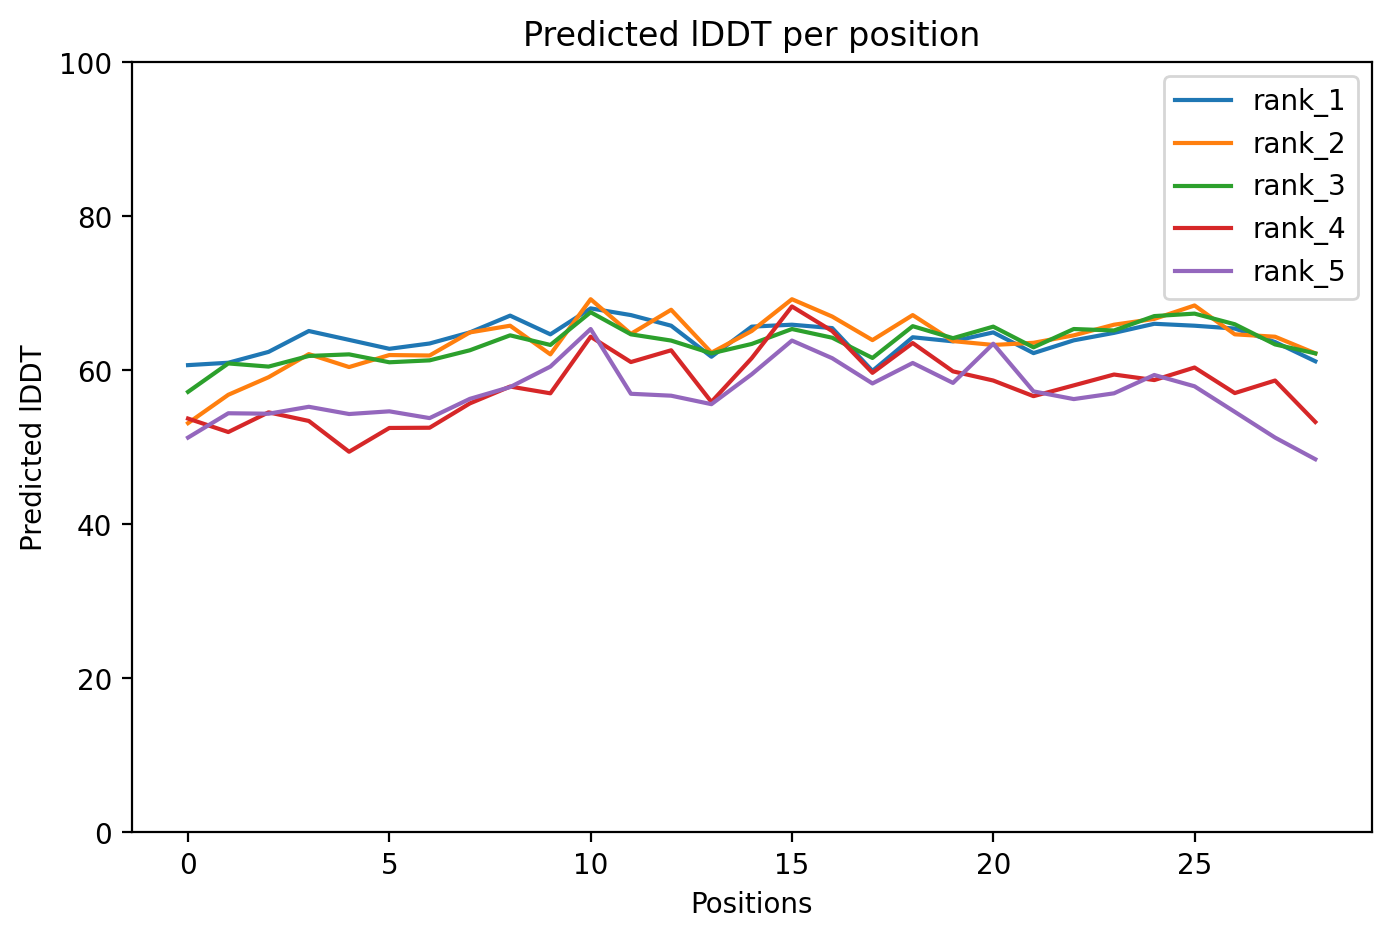 Predicted lDDT per position
100
80
60
40
20
0
Predicted lDDT
0 5 10 15 20 25
Positions
rank_1
rank_2
rank_3
rank_4
rank_5